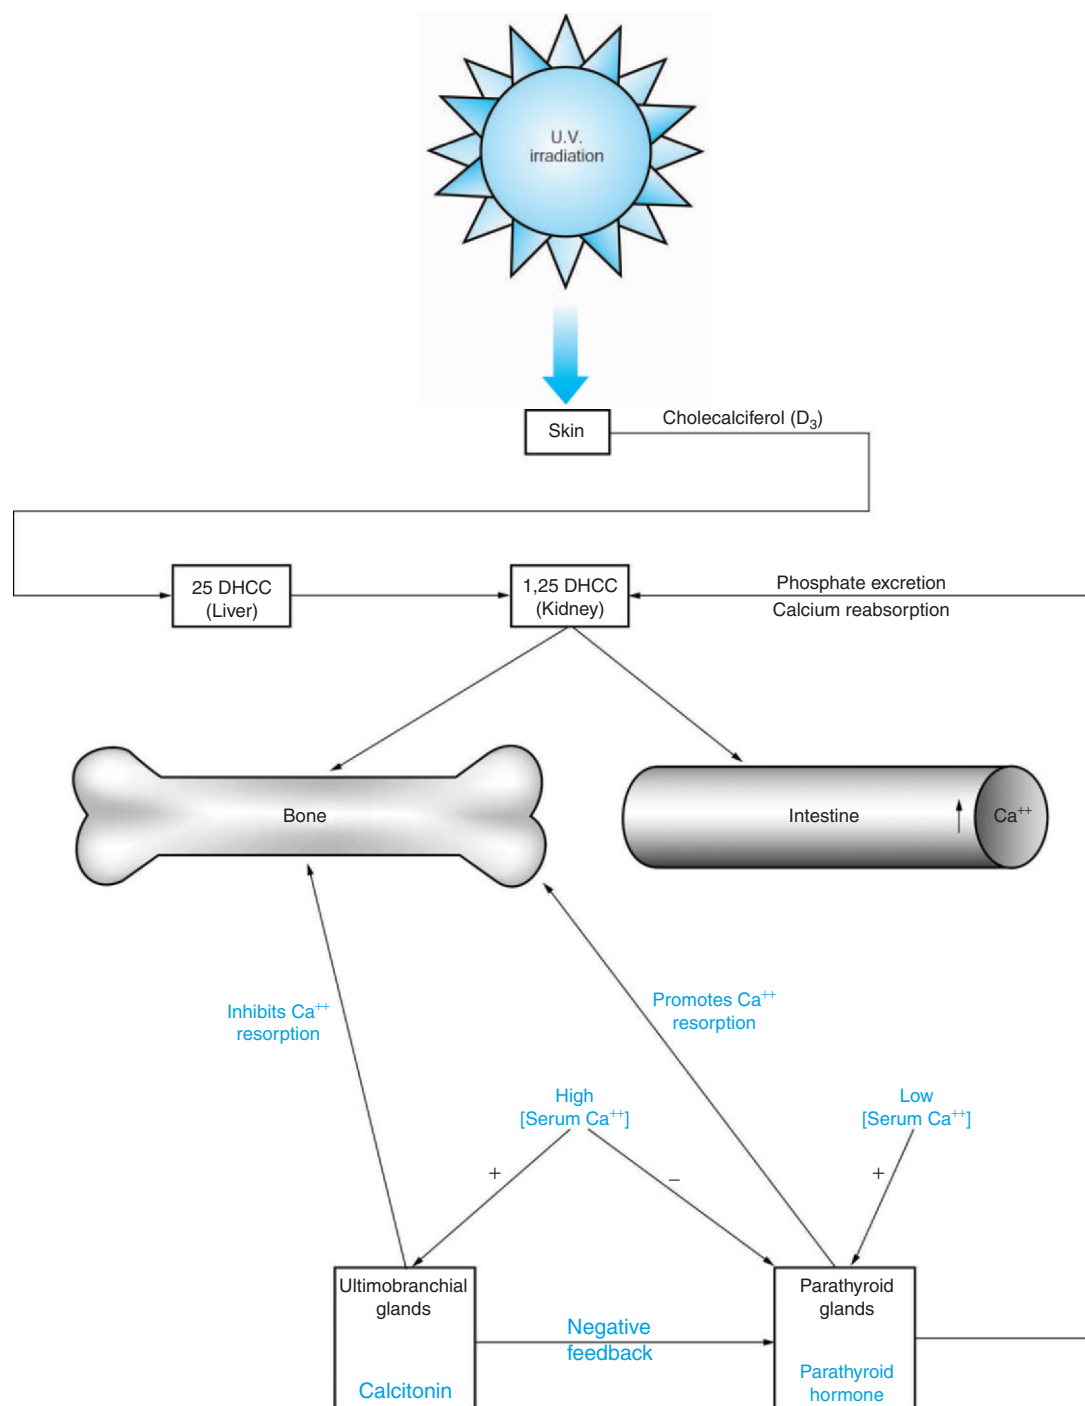 U.V.
irradiation
Skin
Cholecalciferol (D₃)
25 DHCC
(Liver)
1,25 DHCC
(Kidney)
Phosphate excretion
Calcium reabsorption
Bone
Intestine
Ca⁺⁺
Inhibits Ca⁺⁺
resorption
Promotes Ca⁺⁺
resorption
High
[Serum Ca⁺⁺]
Low
[Serum Ca⁺⁺]
+
−
+
Ultimobranchial
glands
Calcitonin
Negative
feedback
Parathyroid
glands
Parathyroid
hormone